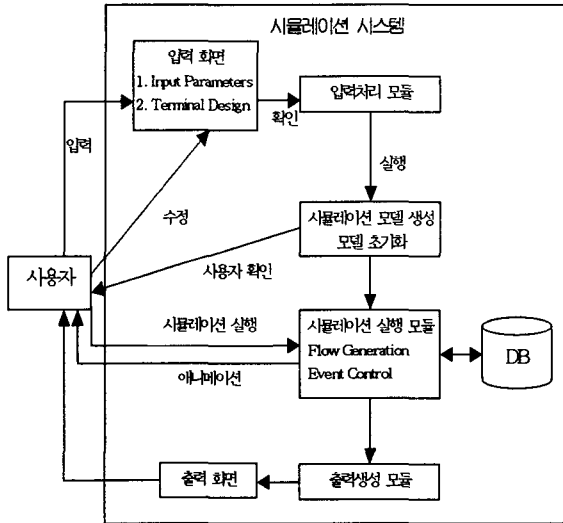 시뮬레이션 시스템
입력 화면
1. Input Parameters
2. Terminal Design
입력처리 모듈
확인
입력
실행
수정
시뮬레이션 모델 생성
모델 초기화
사용자 확인
사용자
시뮬레이션 실행
시뮬레이션 실행 모듈
Flow Generation
Event Control
DB
애니메이션
출력 화면
출력생성 모듈